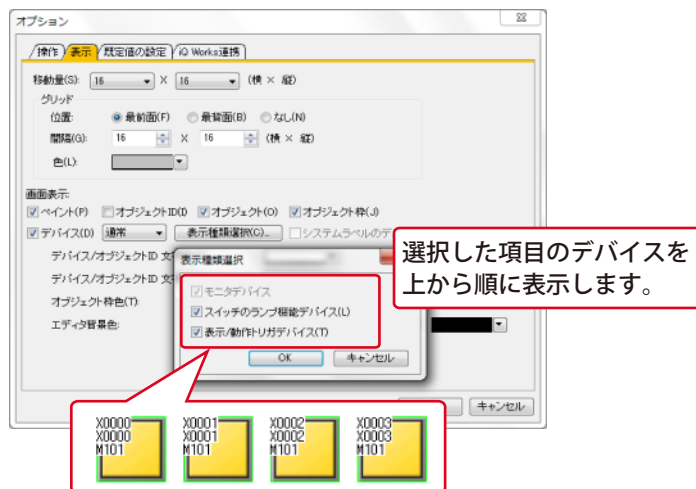 オプション
操作 表示 既定値の設定 iQ Works連携
移動量(S): 16 × 16 (横 × 縦)
グリッド
位置: 最前面(F) 最背面(B) なし(N)
間隔(G): 16 × 16 (横 × 縦)
色(L):
画面表示:
ペイント(P) オブジェクトID(I) オブジェクト(O) オブジェクト枠(J)
デバイス(D) 通常 表示種類選択(C)... システムラベルのデ
選択した項目のデバイスを
上から順に表示します。
デバイス/オブジェクトID 文
デバイス/オブジェクトID 文
オブジェクト枠色(T):
エディタ背景色:
表示種類選択
モニタデバイス
スイッチのランプ機能デバイス(L)
表示/動作トリガデバイス(T)
OK キャンセル
キャンセル
X0000 X0001 X0002 X0003
X0000 X0001 X0002 X0003
M101 M101 M101 M101